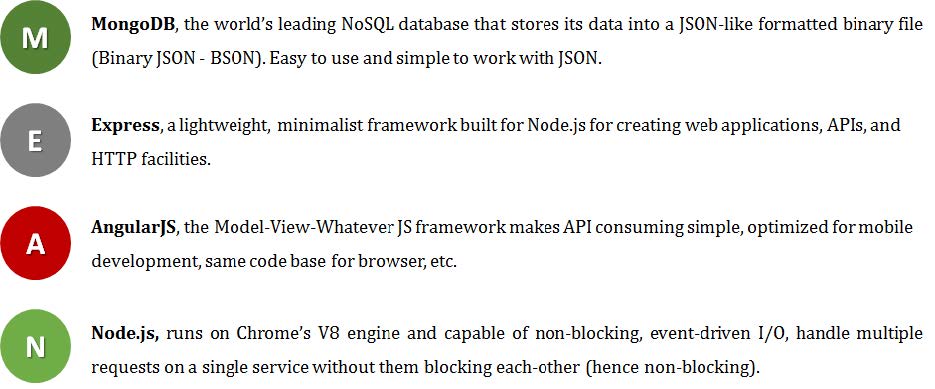 M
MongoDB, the world’s leading NoSQL database that stores its data into a JSON-like formatted binary file
(Binary JSON - BSON). Easy to use and simple to work with JSON.
E
Express, a lightweight, minimalist framework built for Node.js for creating web applications, APIs, and
HTTP facilities.
A
AngularJS, the Model-View-Whatever JS framework makes API consuming simple, optimized for mobile
development, same code base for browser, etc.
N
Node.js, runs on Chrome’s V8 engine and capable of non-blocking, event-driven I/O, handle multiple
requests on a single service without them blocking each-other (hence non-blocking).